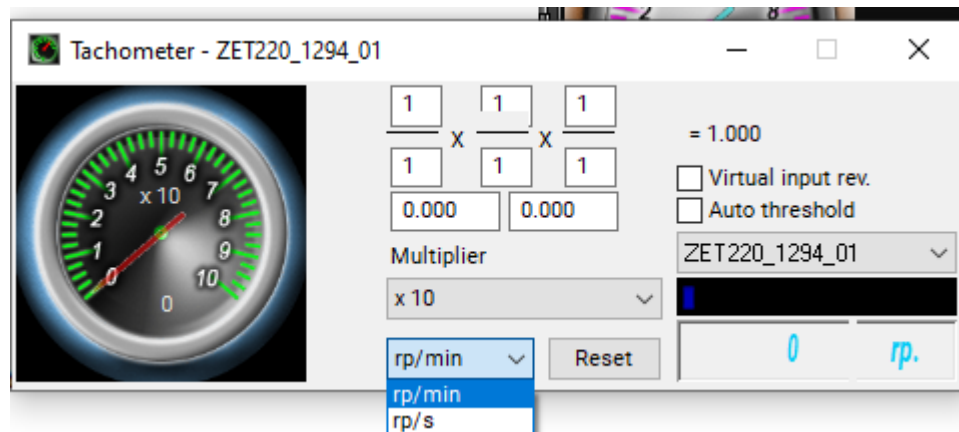 2
8
Tachometer - ZET220_1294_01
0
1
2
3
4
5
6
7
8
9
10
x 10
0
1 1 1
x x
1 1 1
0.000 0.000
Multiplier
x 10
rp/min
Reset
rp/min
rp/s
= 1.000
Virtual input rev.
Auto threshold
ZET220_1294_01
0 rp.